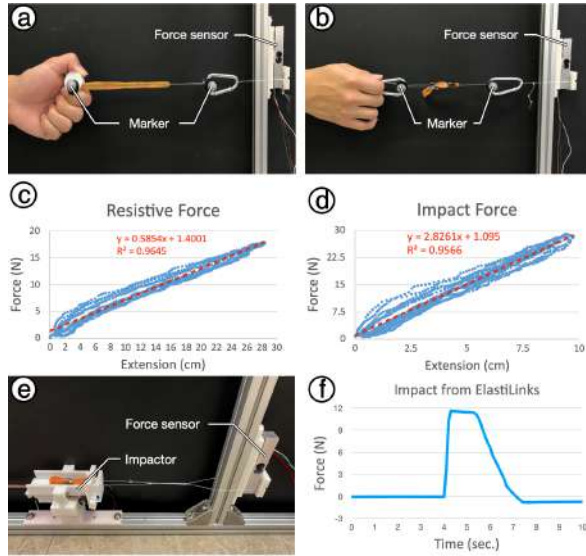 a
Force sensor
Marker
b
Force sensor
Marker
c
Resistive Force
y = 0.5854x + 1.4001
R² = 0.9645
Force (N)
20
15
10
5
0
0 2 4 6 8 10 12 14 16 18 20 22 24 26 28 30
Extension (cm)
d
Impact Force
y = 2.8261x + 1.095
R² = 0.9566
Force (N)
30
22.5
15
7.5
0
0 2.5 5 7.5 10
Extension (cm)
e
Force sensor
Impactor
f
Impact from ElastiLinks
Force (N)
12
9
6
3
0
-3
0 1 2 3 4 5 6 7 8 9 10
Time (sec.)